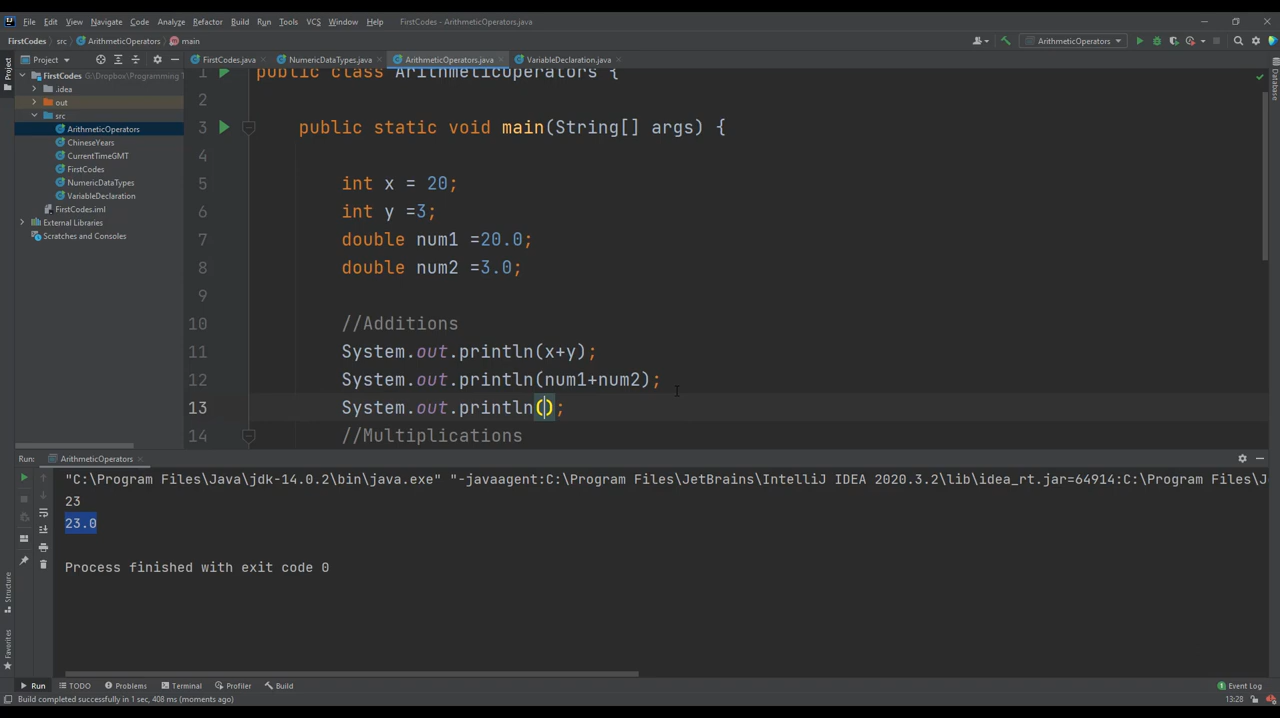 File Edit View Navigate Code Analyze Refactor Build Run Tools VCS Window Help FirstCodes - ArithmeticOperators.java
FirstCodes src ArithmeticOperators main ArithmeticOperators
Project FirstCodes.java NumericDataTypes.java ArithmeticOperators.java VariableDeclaration.java
Project
Database
FirstCodes G:\Dropbox\Programming T
.idea
out
src
ArithmeticOperators
ChineseYears
CurrentTimeGMT
FirstCodes
NumericDataTypes
VariableDeclaration
FirstCodes.iml
External Libraries
Scratches and Consoles
1 public class ArithmeticOperators {
2
3 public static void main(String[] args) {
4
5 int x = 20;
6 int y =3;
7 double num1 =20.0;
8 double num2 =3.0;
9
10 //Additions
11 System.out.println(x+y);
12 System.out.println(num1+num2);
13 System.out.println();
14 //Multiplications
Run: ArithmeticOperators
"C:\Program Files\Java\jdk-14.0.2\bin\java.exe" "-javaagent:C:\Program Files\JetBrains\IntelliJ IDEA 2020.3.2\lib\idea_rt.jar=64914:C:\Program Files\J
23
23.0
Process finished with exit code 0
Structure
Favorites
Run TODO Problems Terminal Profiler Build 1 Event Log
Build completed successfully in 1 sec, 408 ms (moments ago) 13:28